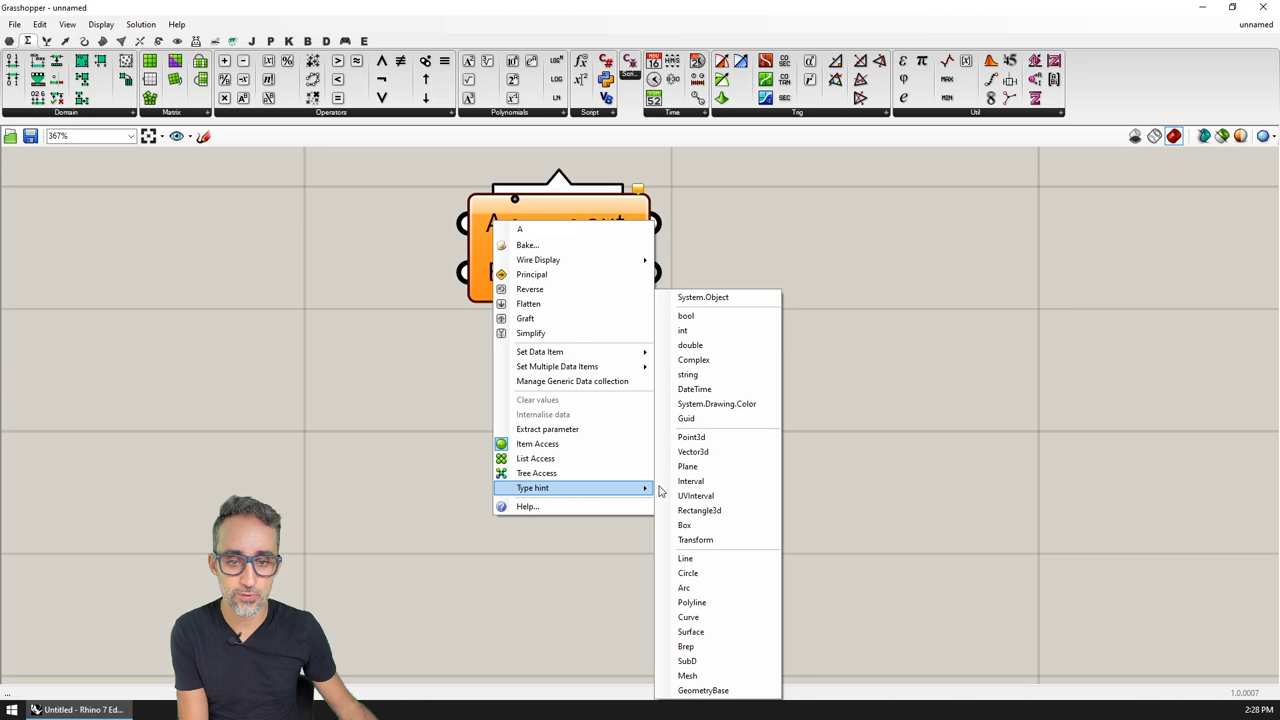 Grasshopper - unnamed
File Edit View Display Solution Help
unnamed
J P K B D E
Scri...
Domain
Matrix
Operators
Polynomials
Script
Time
Trig
Util
367%
A
Bake...
Wire Display
Principal
Reverse
Flatten
Graft
Simplify
Set Data Item
Set Multiple Data Items
Manage Generic Data collection
Clear values
Internalise data
Extract parameter
Item Access
List Access
Tree Access
Type hint
Help...
System.Object
bool
int
double
Complex
string
DateTime
System.Drawing.Color
Guid
Point3d
Vector3d
Plane
Interval
UVInterval
Rectangle3d
Box
Transform
Line
Circle
Arc
Polyline
Curve
Surface
Brep
SubD
Mesh
GeometryBase
...
1.0.0007
Untitled - Rhino 7 Ed...
2:28 PM